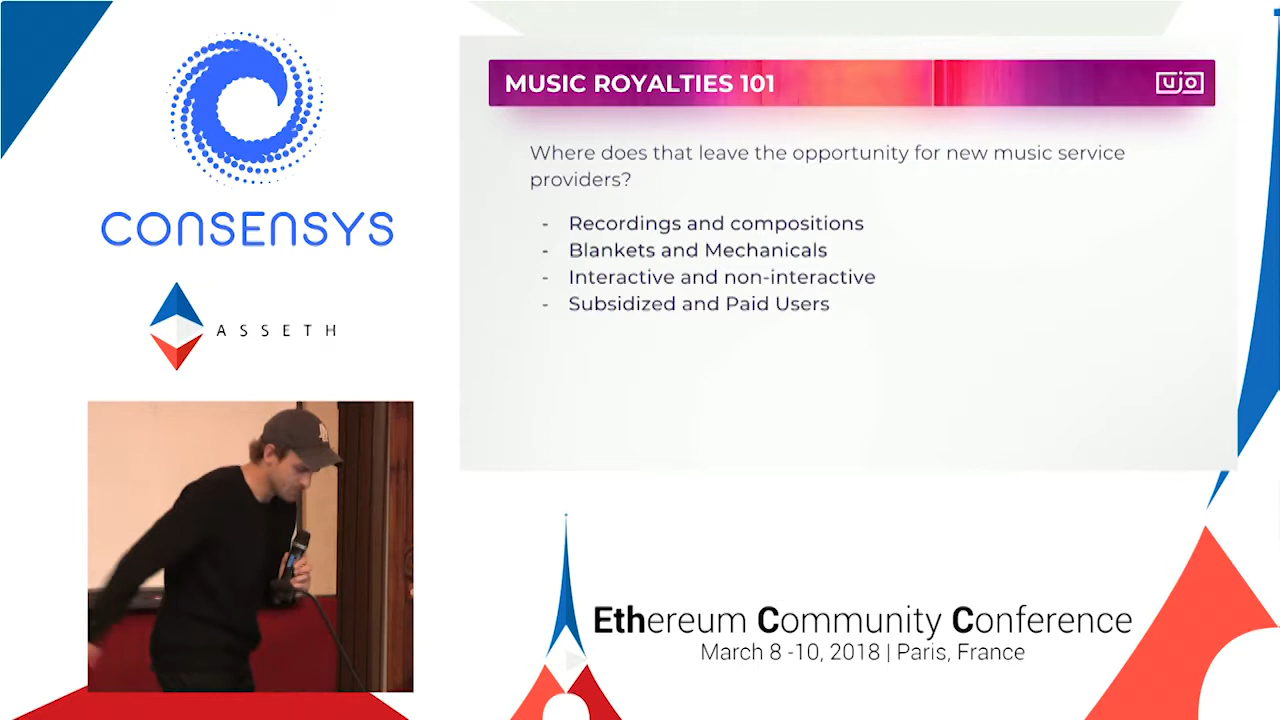 CONSENSYS
ASSETH
MUSIC ROYALTIES 101
ujo
Where does that leave the opportunity for new music service
providers?
- Recordings and compositions
- Blankets and Mechanicals
- Interactive and non-interactive
- Subsidized and Paid Users
Ethereum Community Conference
March 8 -10, 2018 | Paris, France